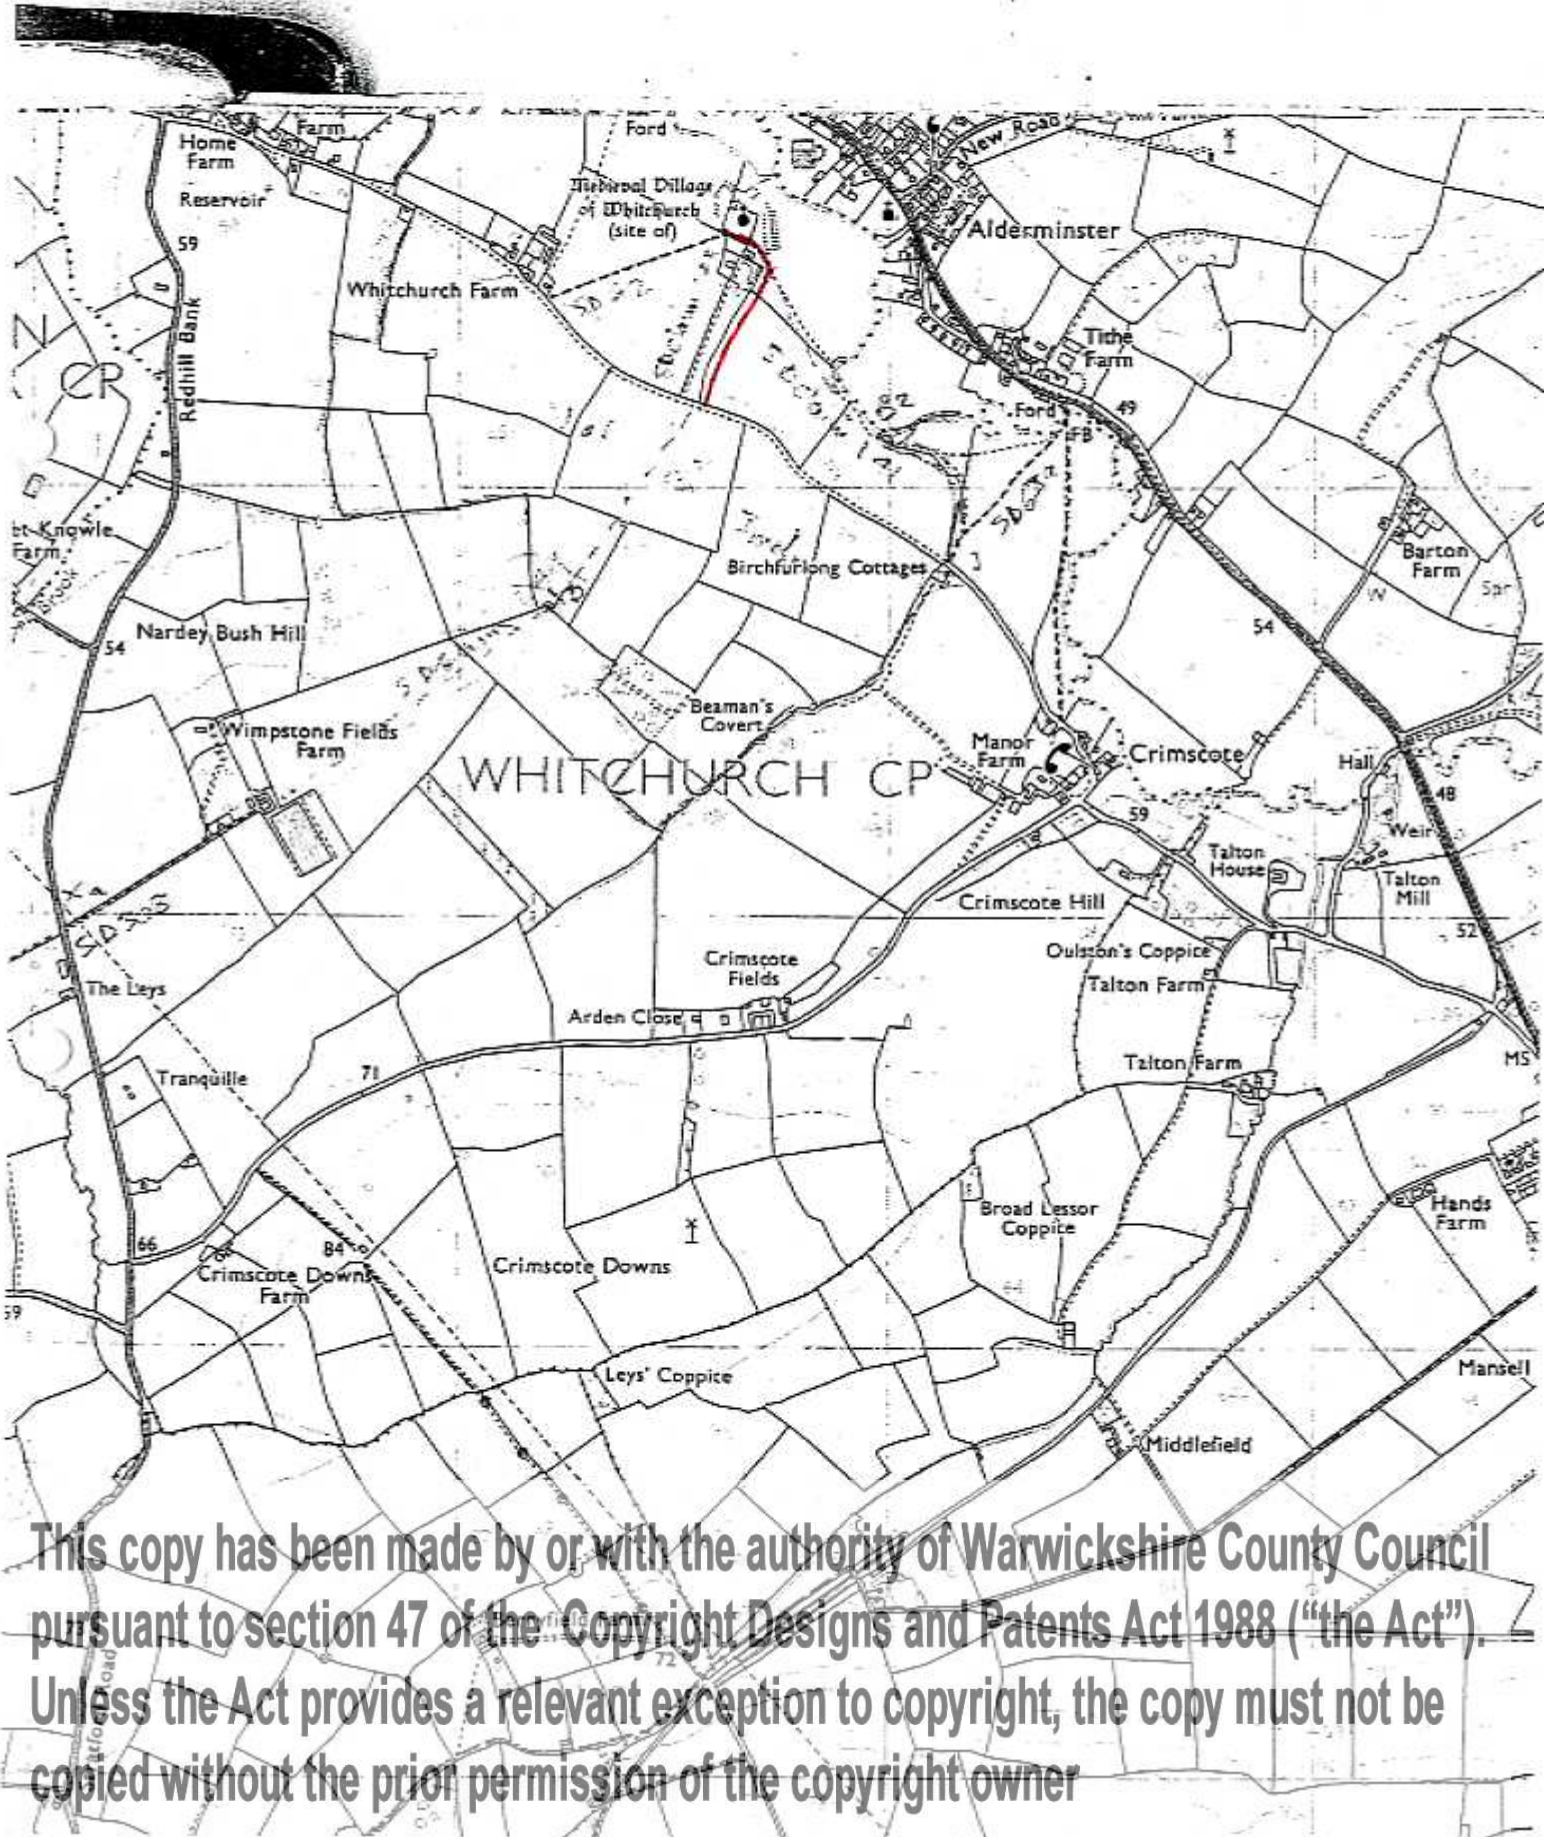 Farm
Ford
New Road
Home
Farm
Reservoir
Medieval Village
of Whitchurch
(site of)
59
Alderminster
Whitchurch Farm
N
Redhill Bank
Tithe
Farm
CP
49
Ford
FB
Knowle
Farm
Brook
Birchfurlong Cottages
Barton
Farm
Spr
W
Nardey Bush Hill
54
54
Beaman's
Covert
Wimpstone Fields
Farm
Manor
Farm
Crimscote
WHITCHURCH CP
Hall
48
59
Weir
Talton
House
Talton
Mill
Crimscote Hill
52
Crimscote
Fields
Oulston's Coppice
Talton Farm
The Leys
Arden Close
MS
Talton Farm
Tranquille
71
Hands
Farm
Broad Lessor
Coppice
66
84
Crimscote Downs
Crimscote Downs
Farm
59
Leys' Coppice
Mansell
Middlefield
This copy has been made by or with the authority of Warwickshire County Council
pursuant to section 47 of the Copyright Designs and Patents Act 1988 ("the Act").
72
Unless the Act provides a relevant exception to copyright, the copy must not be
copied without the prior permission of the copyright owner